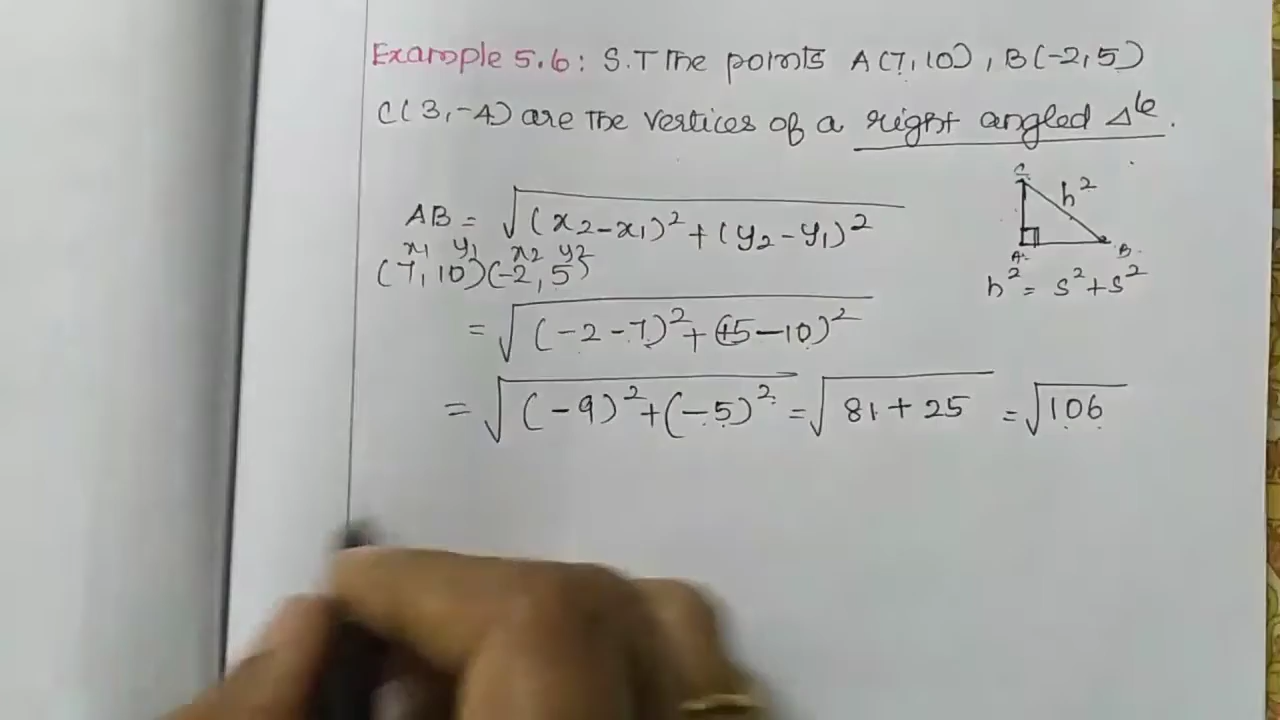 Example 5.6: S.T the points A(7,10), B(-2,5)
C(3,-4) are the vertices of a right angled Δle.
C
h²
A B
h² = s²+s²
AB = √(x2-x1)²+(y2-y1)²
x1 y1 x2 y2
(7,10)(-2,5)
= √(-2-7)²+(+5-10)²
= √(-9)²+(-5)² = √81+25 = √106